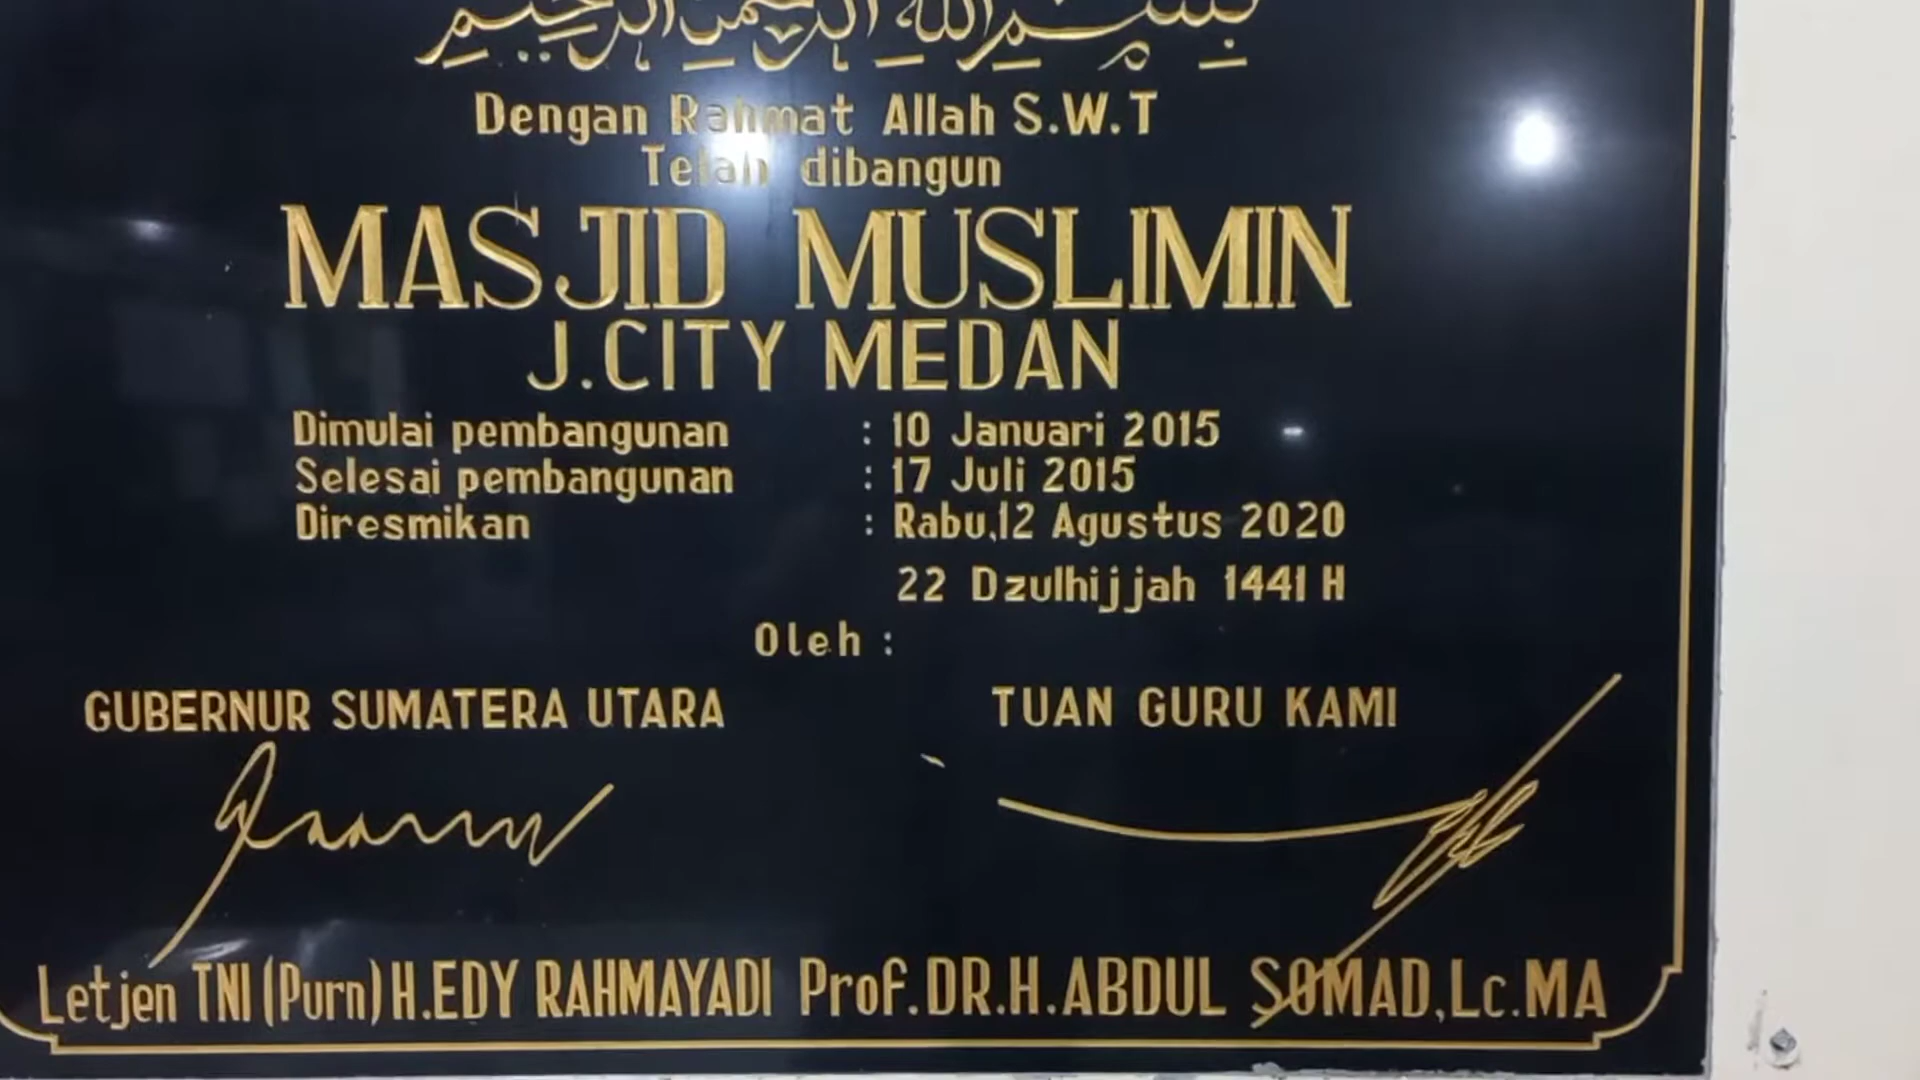 بسم الله الرحمن الرحيم
Dengan Rahmat Allah S.W.T
Telah dibangun
MASJID MUSLIMIN
J.CITY MEDAN
Dimulai pembangunan : 10 Januari 2015
Selesai pembangunan : 17 Juli 2015
Diresmikan : Rabu,12 Agustus 2020
22 Dzulhijjah 1441 H
Oleh :
GUBERNUR SUMATERA UTARA TUAN GURU KAMI
Letjen TNI (Purn) H.EDY RAHMAYADI Prof.DR.H.ABDUL SOMAD,Lc.MA